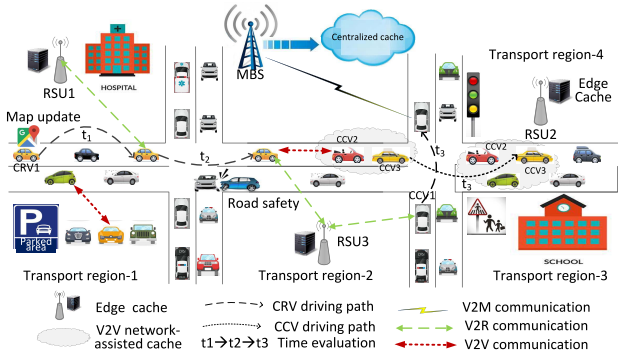 Centralized cache
MBS
HOSPITAL
RSU1
Map update
G
t1
CRV1
t2
CCV2
CCV3
t3
Transport region-4
Edge
Cache
RSU2
CCV2
CCV3
t3
Road safety
CCV1
P
Parked
area
RSU3
SCHOOL
Transport region-1
Transport region-2
Transport region-3
Edge cache
CRV driving path
V2M communication
V2V network-
assisted cache
CCV driving path
V2R communication
t1→t2→t3 Time evaluation
V2V communication